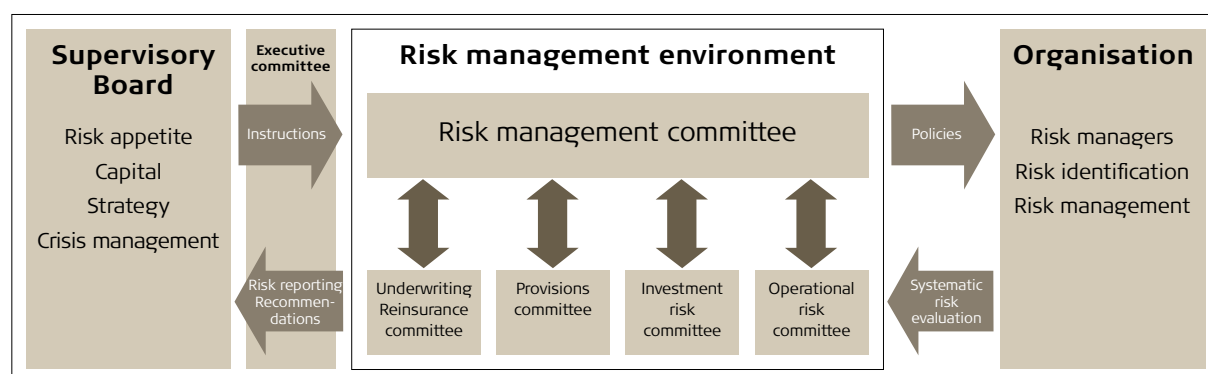 Supervisory
Board
Risk appetite
Capital
Strategy
Crisis management
Executive
committee
Instructions
Risk reporting
Recommen-
dations
Risk management environment
Risk management committee
Underwriting
Reinsurance
committee
Provisions
committee
Investment
risk
committee
Operational
risk
committee
Policies
Systematic
risk
evaluation
Organisation
Risk managers
Risk identification
Risk management